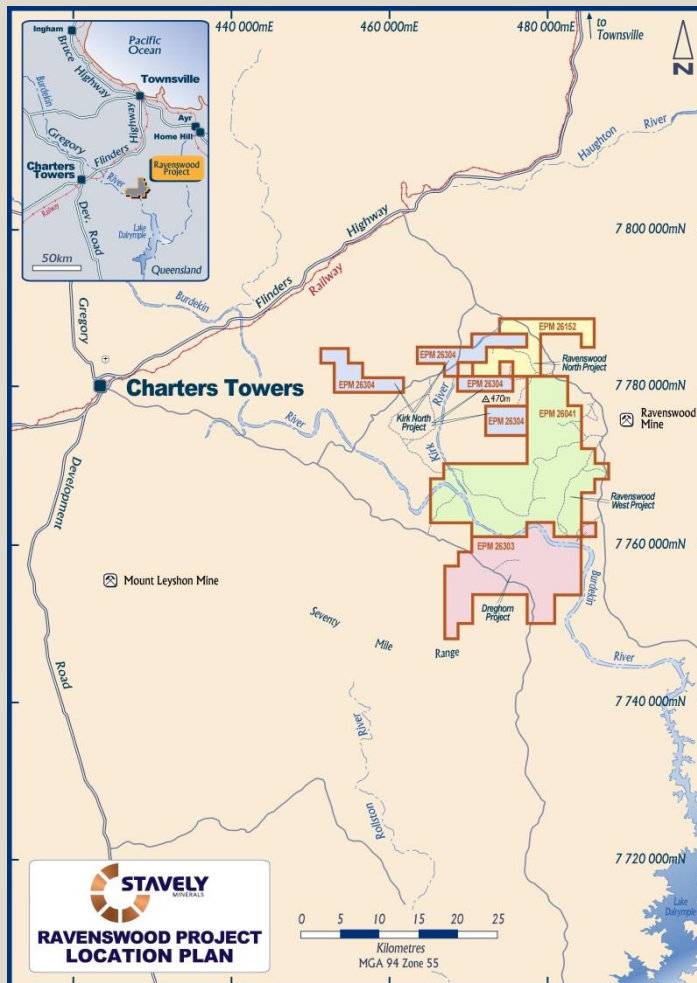 440 000mE
460 000mE
480 000mE
to
Townsville
N
Ingham
Bruce
Highway
Pacific
Ocean
Burdekin
Townsville
Highway
Ayr
Home Hill
Gregory
Flinders
Charters
Towers
River
Ravenswood
Project
Railway
Dev.
Road
Lake
Dalrymple
50km
Queensland
Haughton
River
7 800 000mN
Highway
Flinders
Railway
Burdekin
Gregory
EPM 26152
EPM 26304
Ravenswood
North Project
EPM 26304
EPM 26304
7 780 000mN
Charters Towers
470m
River
Kirk
Kirk North
Project
EPM 26304
EPM 26041
Ravenswood
Mine
River
Development
Ravenswood
West Project
EPM 26303
7 760 000mN
Mount Leyshon Mine
Burdekin
Dreghorn
Project
Seventy
Mile
Range
River
Road
7 740 000mN
River
Rollston
7 720 000mN
Lake
Dalrymple
STAVELY
MINERALS
RAVENSWOOD PROJECT
LOCATION PLAN
0 5 10 15 20 25
Kilometres
MGA 94 Zone 55